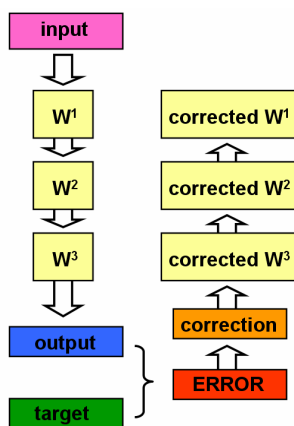 input
W¹
corrected W¹
W²
corrected W²
W³
corrected W³
correction
output
ERROR
target